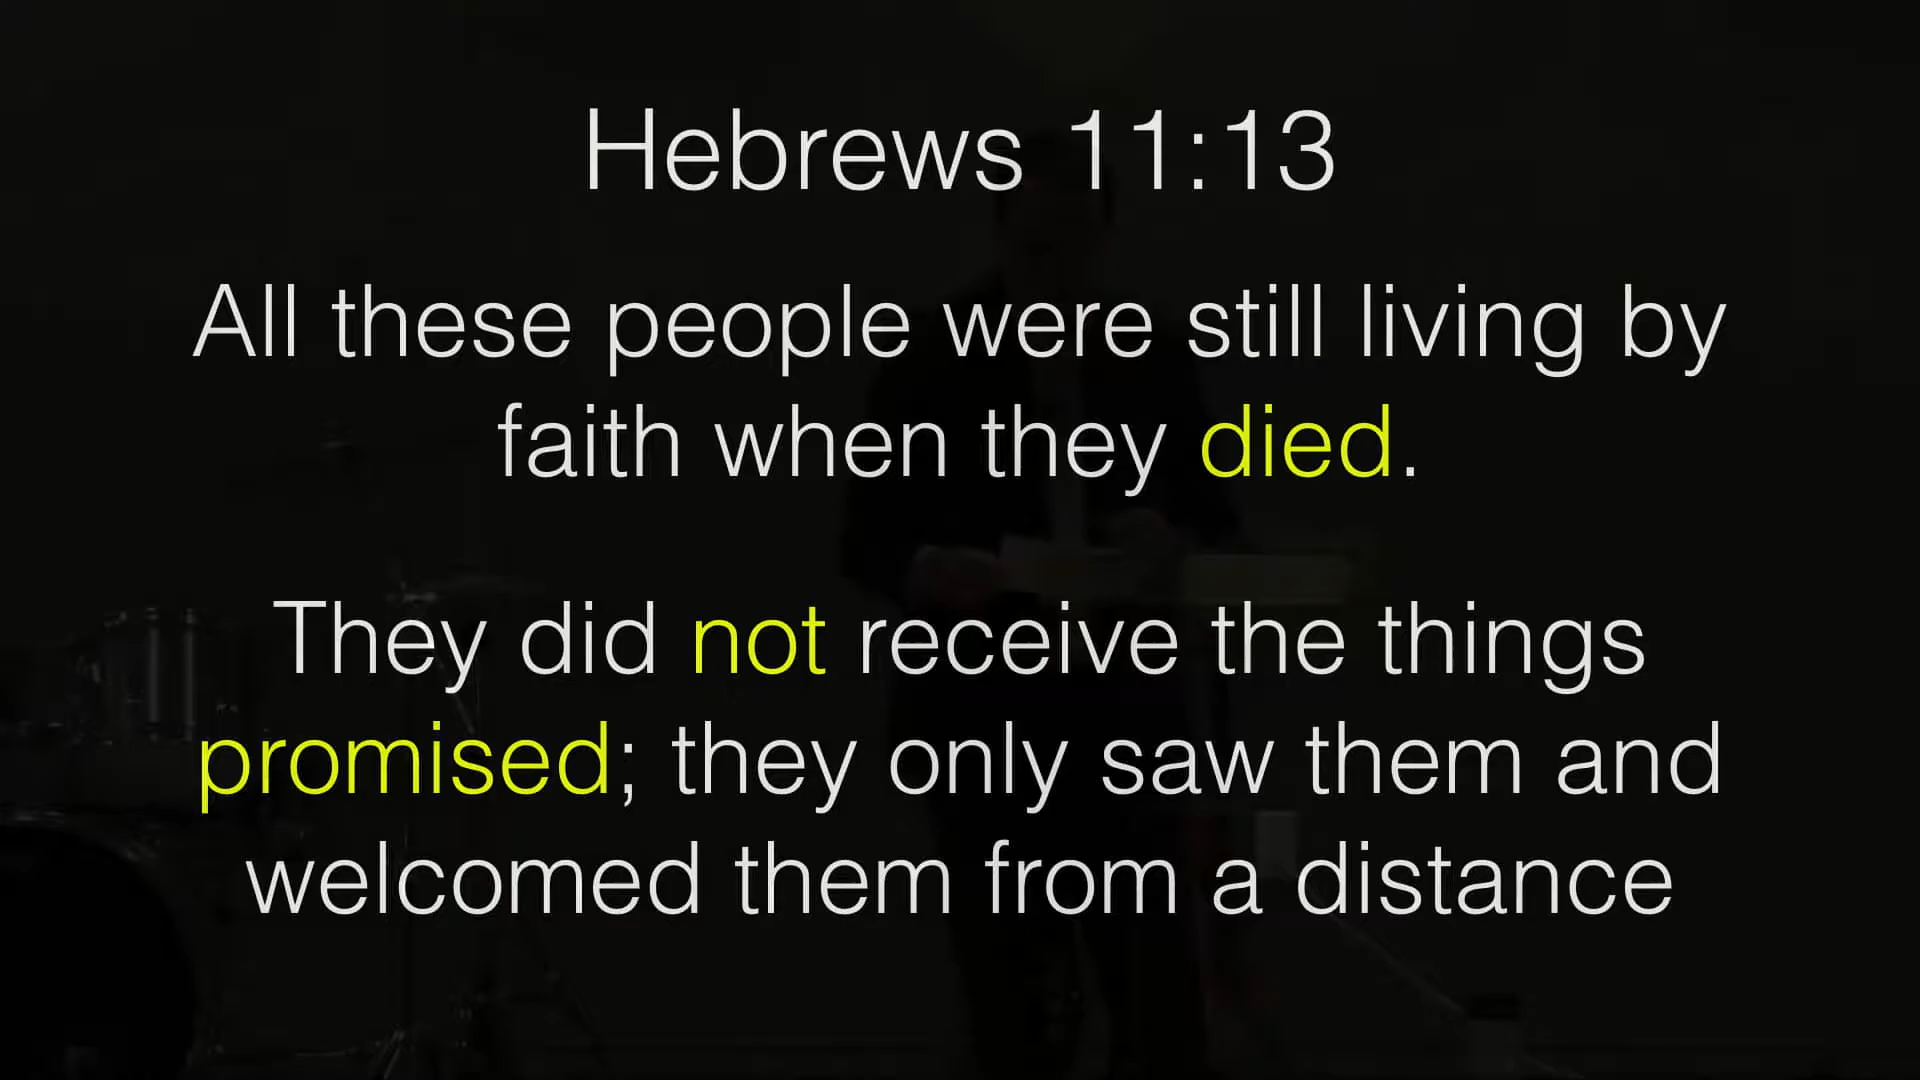 Hebrews 11:13
All these people were still living by
faith when they died.
They did not receive the things
promised; they only saw them and
welcomed them from a distance